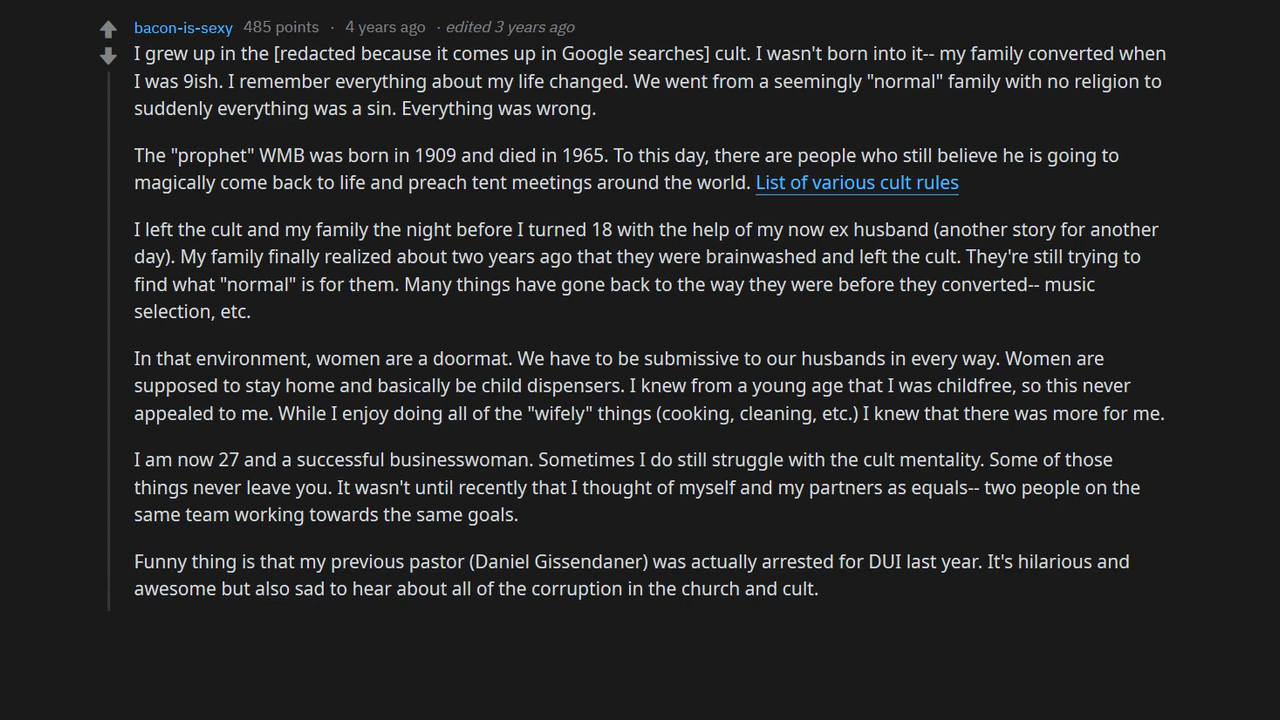 bacon-is-sexy 485 points · 4 years ago · edited 3 years ago
I grew up in the [redacted because it comes up in Google searches] cult. I wasn't born into it-- my family converted when
I was 9ish. I remember everything about my life changed. We went from a seemingly "normal" family with no religion to
suddenly everything was a sin. Everything was wrong.
The "prophet" WMB was born in 1909 and died in 1965. To this day, there are people who still believe he is going to
magically come back to life and preach tent meetings around the world. List of various cult rules
I left the cult and my family the night before I turned 18 with the help of my now ex husband (another story for another
day). My family finally realized about two years ago that they were brainwashed and left the cult. They're still trying to
find what "normal" is for them. Many things have gone back to the way they were before they converted-- music
selection, etc.
In that environment, women are a doormat. We have to be submissive to our husbands in every way. Women are
supposed to stay home and basically be child dispensers. I knew from a young age that I was childfree, so this never
appealed to me. While I enjoy doing all of the "wifely" things (cooking, cleaning, etc.) I knew that there was more for me.
I am now 27 and a successful businesswoman. Sometimes I do still struggle with the cult mentality. Some of those
things never leave you. It wasn't until recently that I thought of myself and my partners as equals-- two people on the
same team working towards the same goals.
Funny thing is that my previous pastor (Daniel Gissendaner) was actually arrested for DUI last year. It's hilarious and
awesome but also sad to hear about all of the corruption in the church and cult.